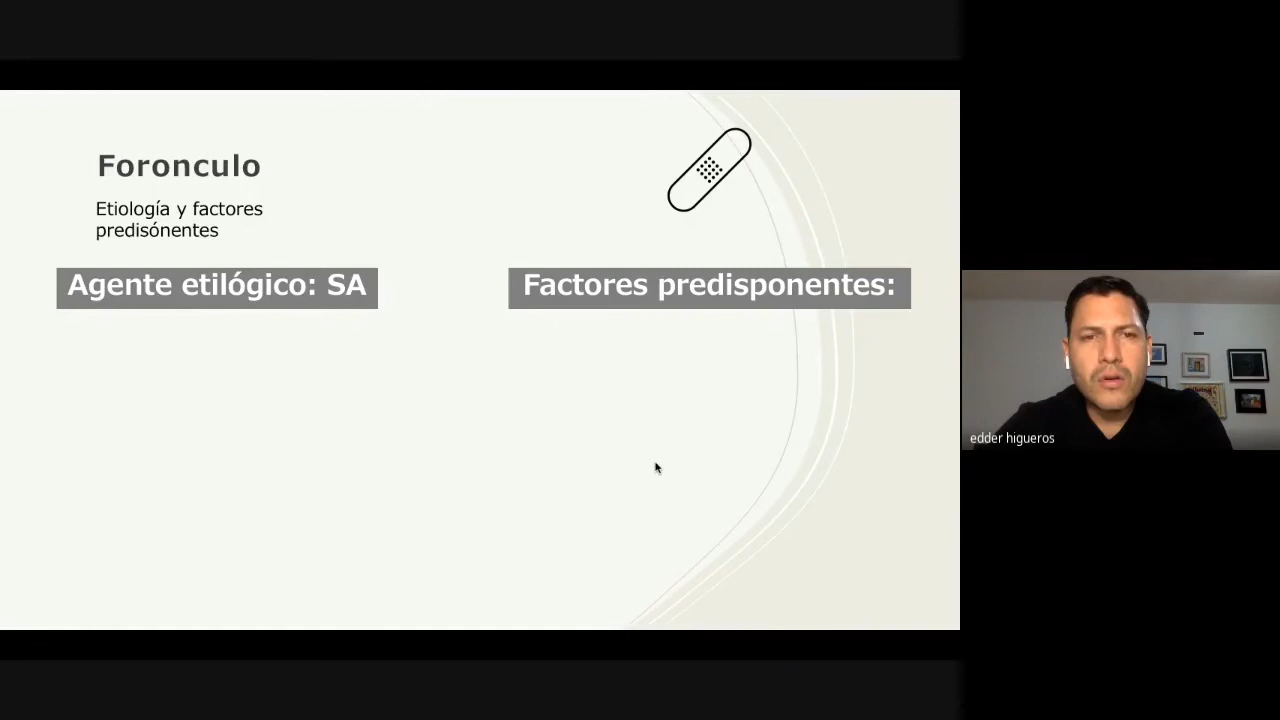 Foronculo
Etiología y factores
predisónentes
Agente etilógico: SA
Factores predisponentes:
edder higueros